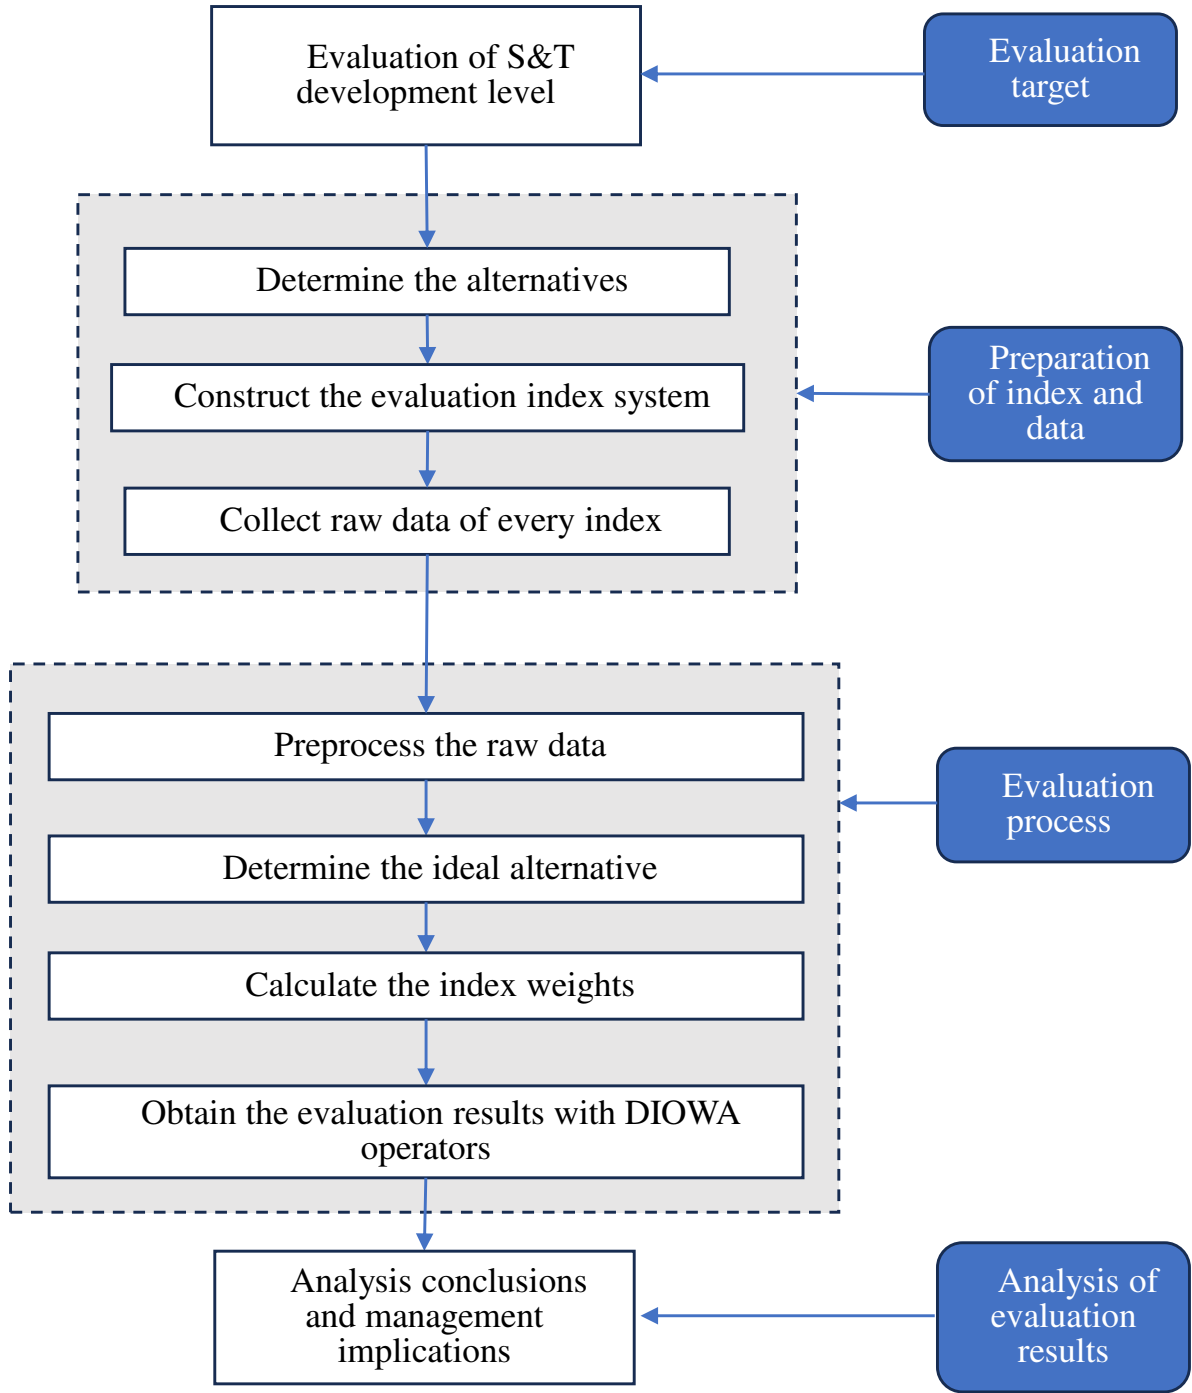 Evaluation of S&T
development level
Evaluation
target
Determine the alternatives
Construct the evaluation index system
Collect raw data of every index
Preparation
of index and
data
Preprocess the raw data
Determine the ideal alternative
Calculate the index weights
Obtain the evaluation results with DIOWA
operators
Evaluation
process
Analysis conclusions
and management
implications
Analysis of
evaluation
results